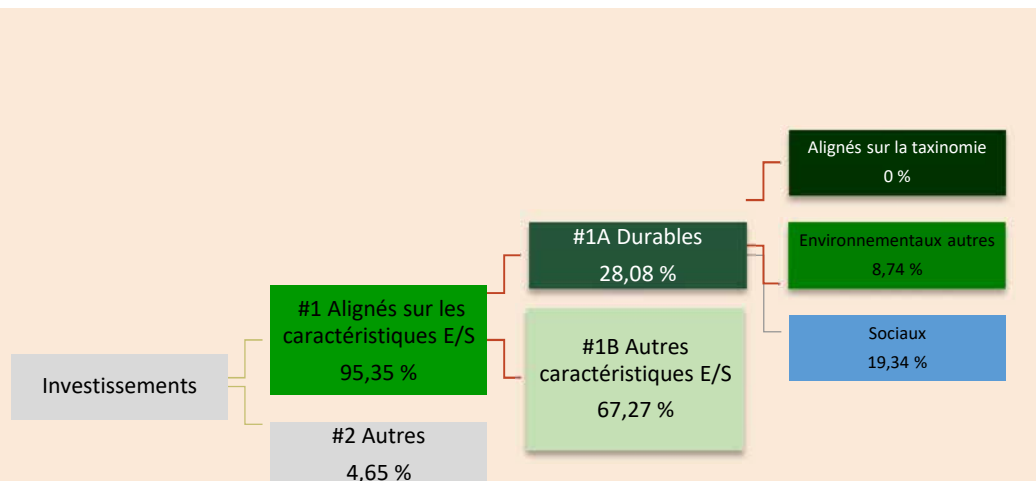 Investissements
#1 Alignés sur les
caractéristiques E/S
95,35 %
#2 Autres
4,65 %
#1A Durables
28,08 %
#1B Autres
caractéristiques E/S
67,27 %
Alignés sur la taxinomie
0 %
Environnementaux autres
8,74 %
Sociaux
19,34 %